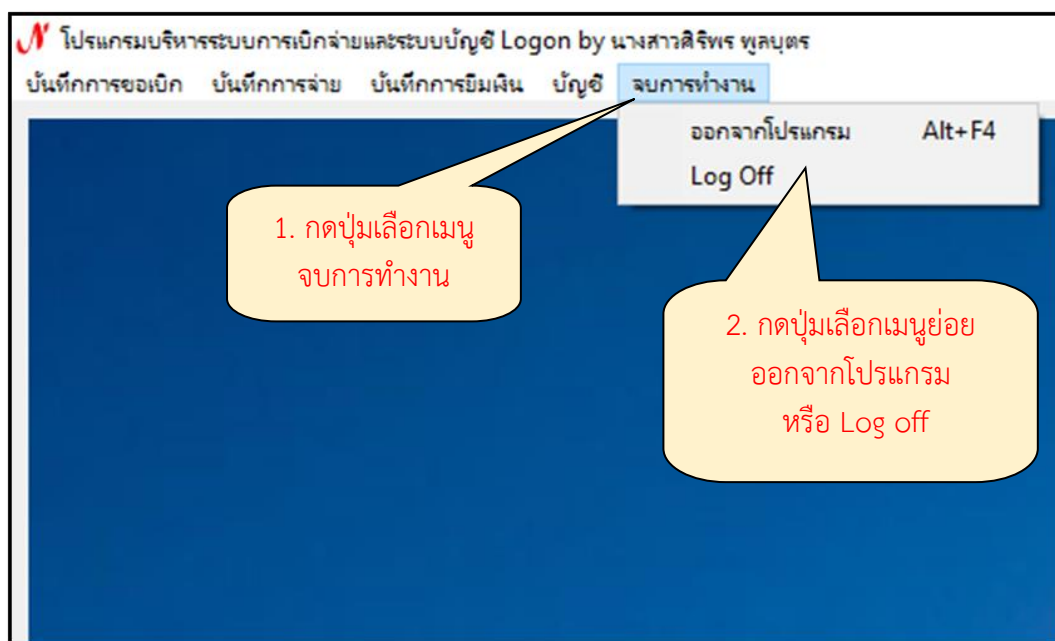 โปรแกรมบริหารระบบการเบิกจ่ายและระบบบัญชี Logon by นางสาวศิริพร พูลบุตร
บันทึกการขอเบิก บันทึกการจ่าย บันทึกการยืมเงิน บัญชี จบการทำงาน
ออกจากโปรแกรม Alt+F4
Log Off
1. กดปุ่มเลือกเมนู
จบการทำงาน
2. กดปุ่มเลือกเมนูย่อย
ออกจากโปรแกรม
หรือ Log off